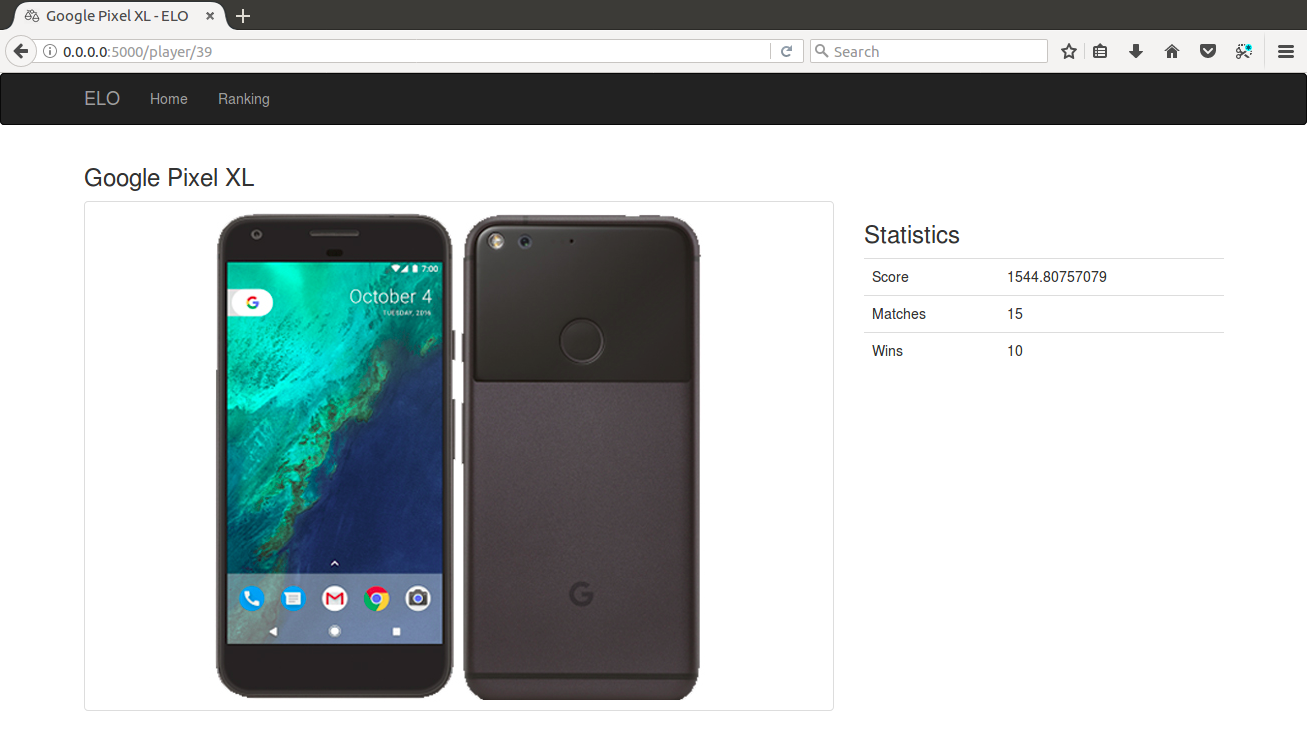 Google Pixel XL - ELO
0.0.0.0:5000/player/39
Search
ELO Home Ranking
Google Pixel XL
7:00
G
October 4
TUESDAY, 2016
G
Statistics
Score 1544.80757079
Matches 15
Wins 10